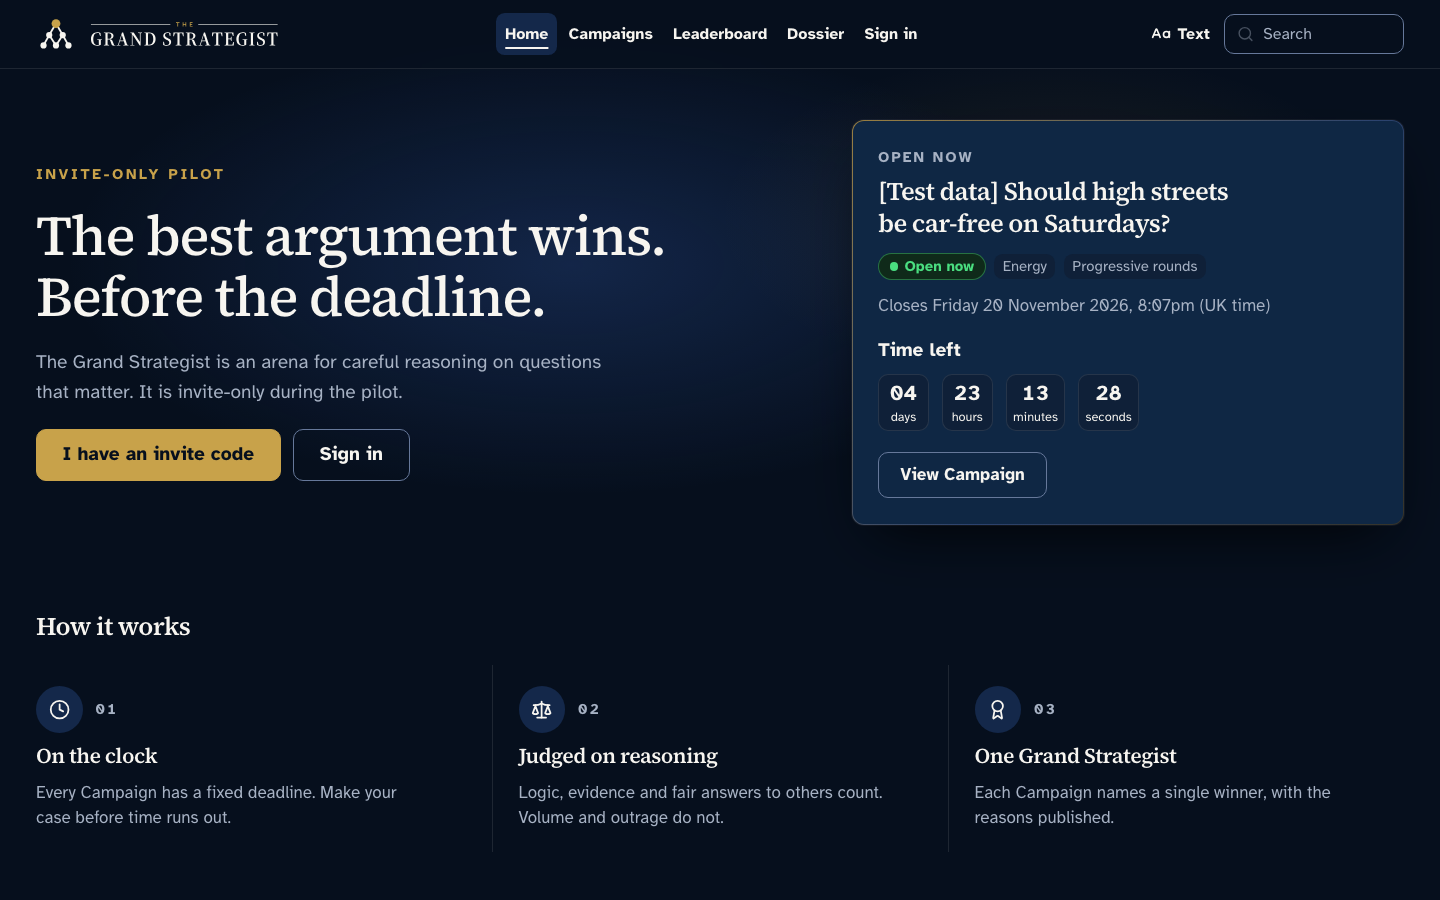 THE
GRAND STRATEGIST
Home
Campaigns
Leaderboard
Dossier
Sign in
Aa Text
Search
INVITE-ONLY PILOT
The best argument wins.
Before the deadline.
The Grand Strategist is an arena for careful reasoning on questions
that matter. It is invite-only during the pilot.
I have an invite code
Sign in
OPEN NOW
[Test data] Should high streets
be car-free on Saturdays?
Open now
Energy
Progressive rounds
Closes Friday 20 November 2026, 8:07pm (UK time)
Time left
04
days
23
hours
13
minutes
28
seconds
View Campaign
How it works
01
On the clock
Every Campaign has a fixed deadline. Make your
case before time runs out.
02
Judged on reasoning
Logic, evidence and fair answers to others count.
Volume and outrage do not.
03
One Grand Strategist
Each Campaign names a single winner, with the
reasons published.